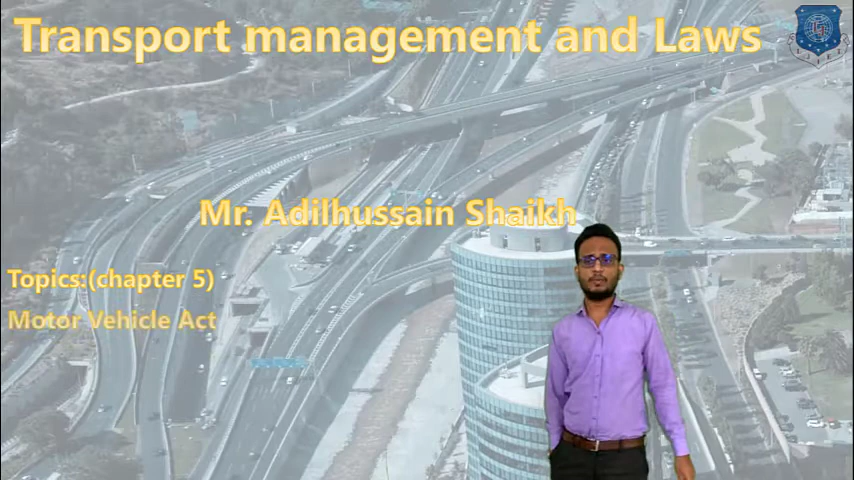 Transport management and Laws
Mr. Adilhussain Shaikh
Topics:(chapter 5)
Motor Vehicle Act